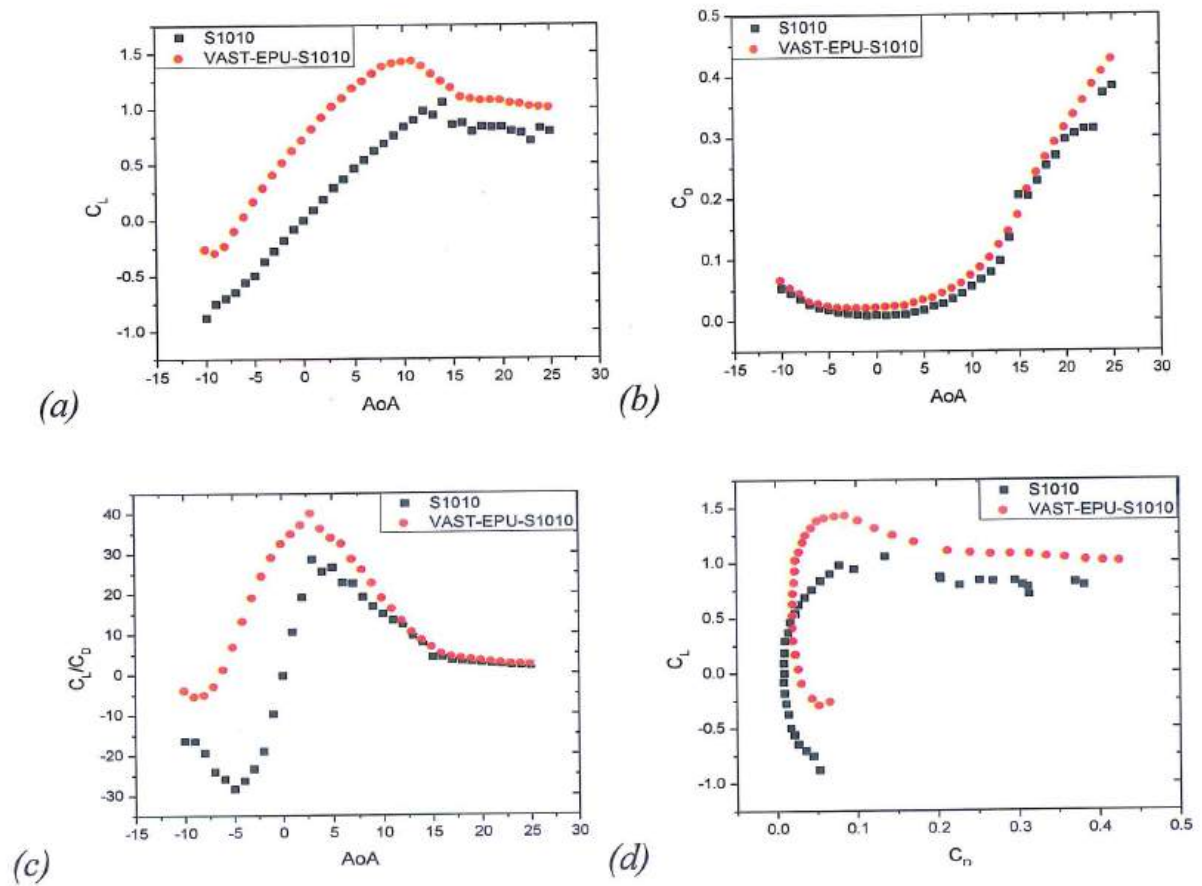 S1010
VAST-EPU-S1010
1.5
1.0
0.5
0.0
-0.5
-1.0
C_L
-15 -10 -5 0 5 10 15 20 25 30
AoA
(a)
S1010
VAST-EPU-S1010
0.5
0.4
0.3
0.2
0.1
0.0
C_D
-15 -10 -5 0 5 10 15 20 25 30
AoA
(b)
S1010
VAST-EPU-S1010
40
30
20
10
0
-10
-20
-30
C_L/C_D
-15 -10 -5 0 5 10 15 20 25 30
AoA
(c)
S1010
VAST-EPU-S1010
1.5
1.0
0.5
0.0
-0.5
-1.0
C_L
0.0 0.1 0.2 0.3 0.4 0.5
C_D
(d)